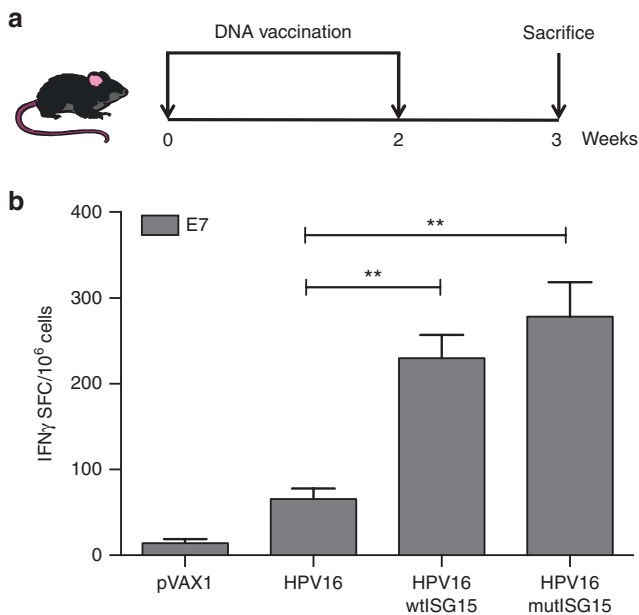 a
DNA vaccination
Sacrifice
0
2
3
Weeks
b
400
300
200
100
0
IFNγ SFC/10⁶ cells
E7
**
**
pVAX1
HPV16
HPV16
wtISG15
HPV16
mutISG15